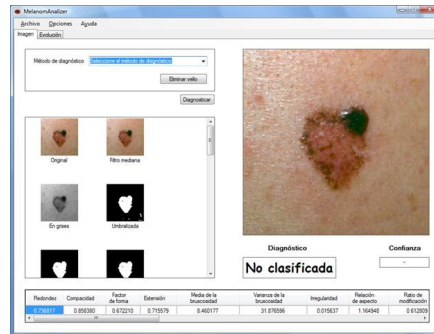 MelanomAnalizer
Archivo Opciones Ayuda
Imagen Evolución
Método de diagnóstico Seleccione el método de diagnóstico
Eliminar vello
Diagnosticar
Original Filtro mediana
En grises Umbralizada
Diagnóstico Confianza
No clasificada -
Redondez Compacidad Factor de forma Extensión Media de la bruscosidad Varianza de la bruscosidad Irregularidad Relación de aspecto Ratio de modificación
0.736617 0.858380 0.672210 0.715579 8.460177 31.876596 0.015637 1.164948 0.612809